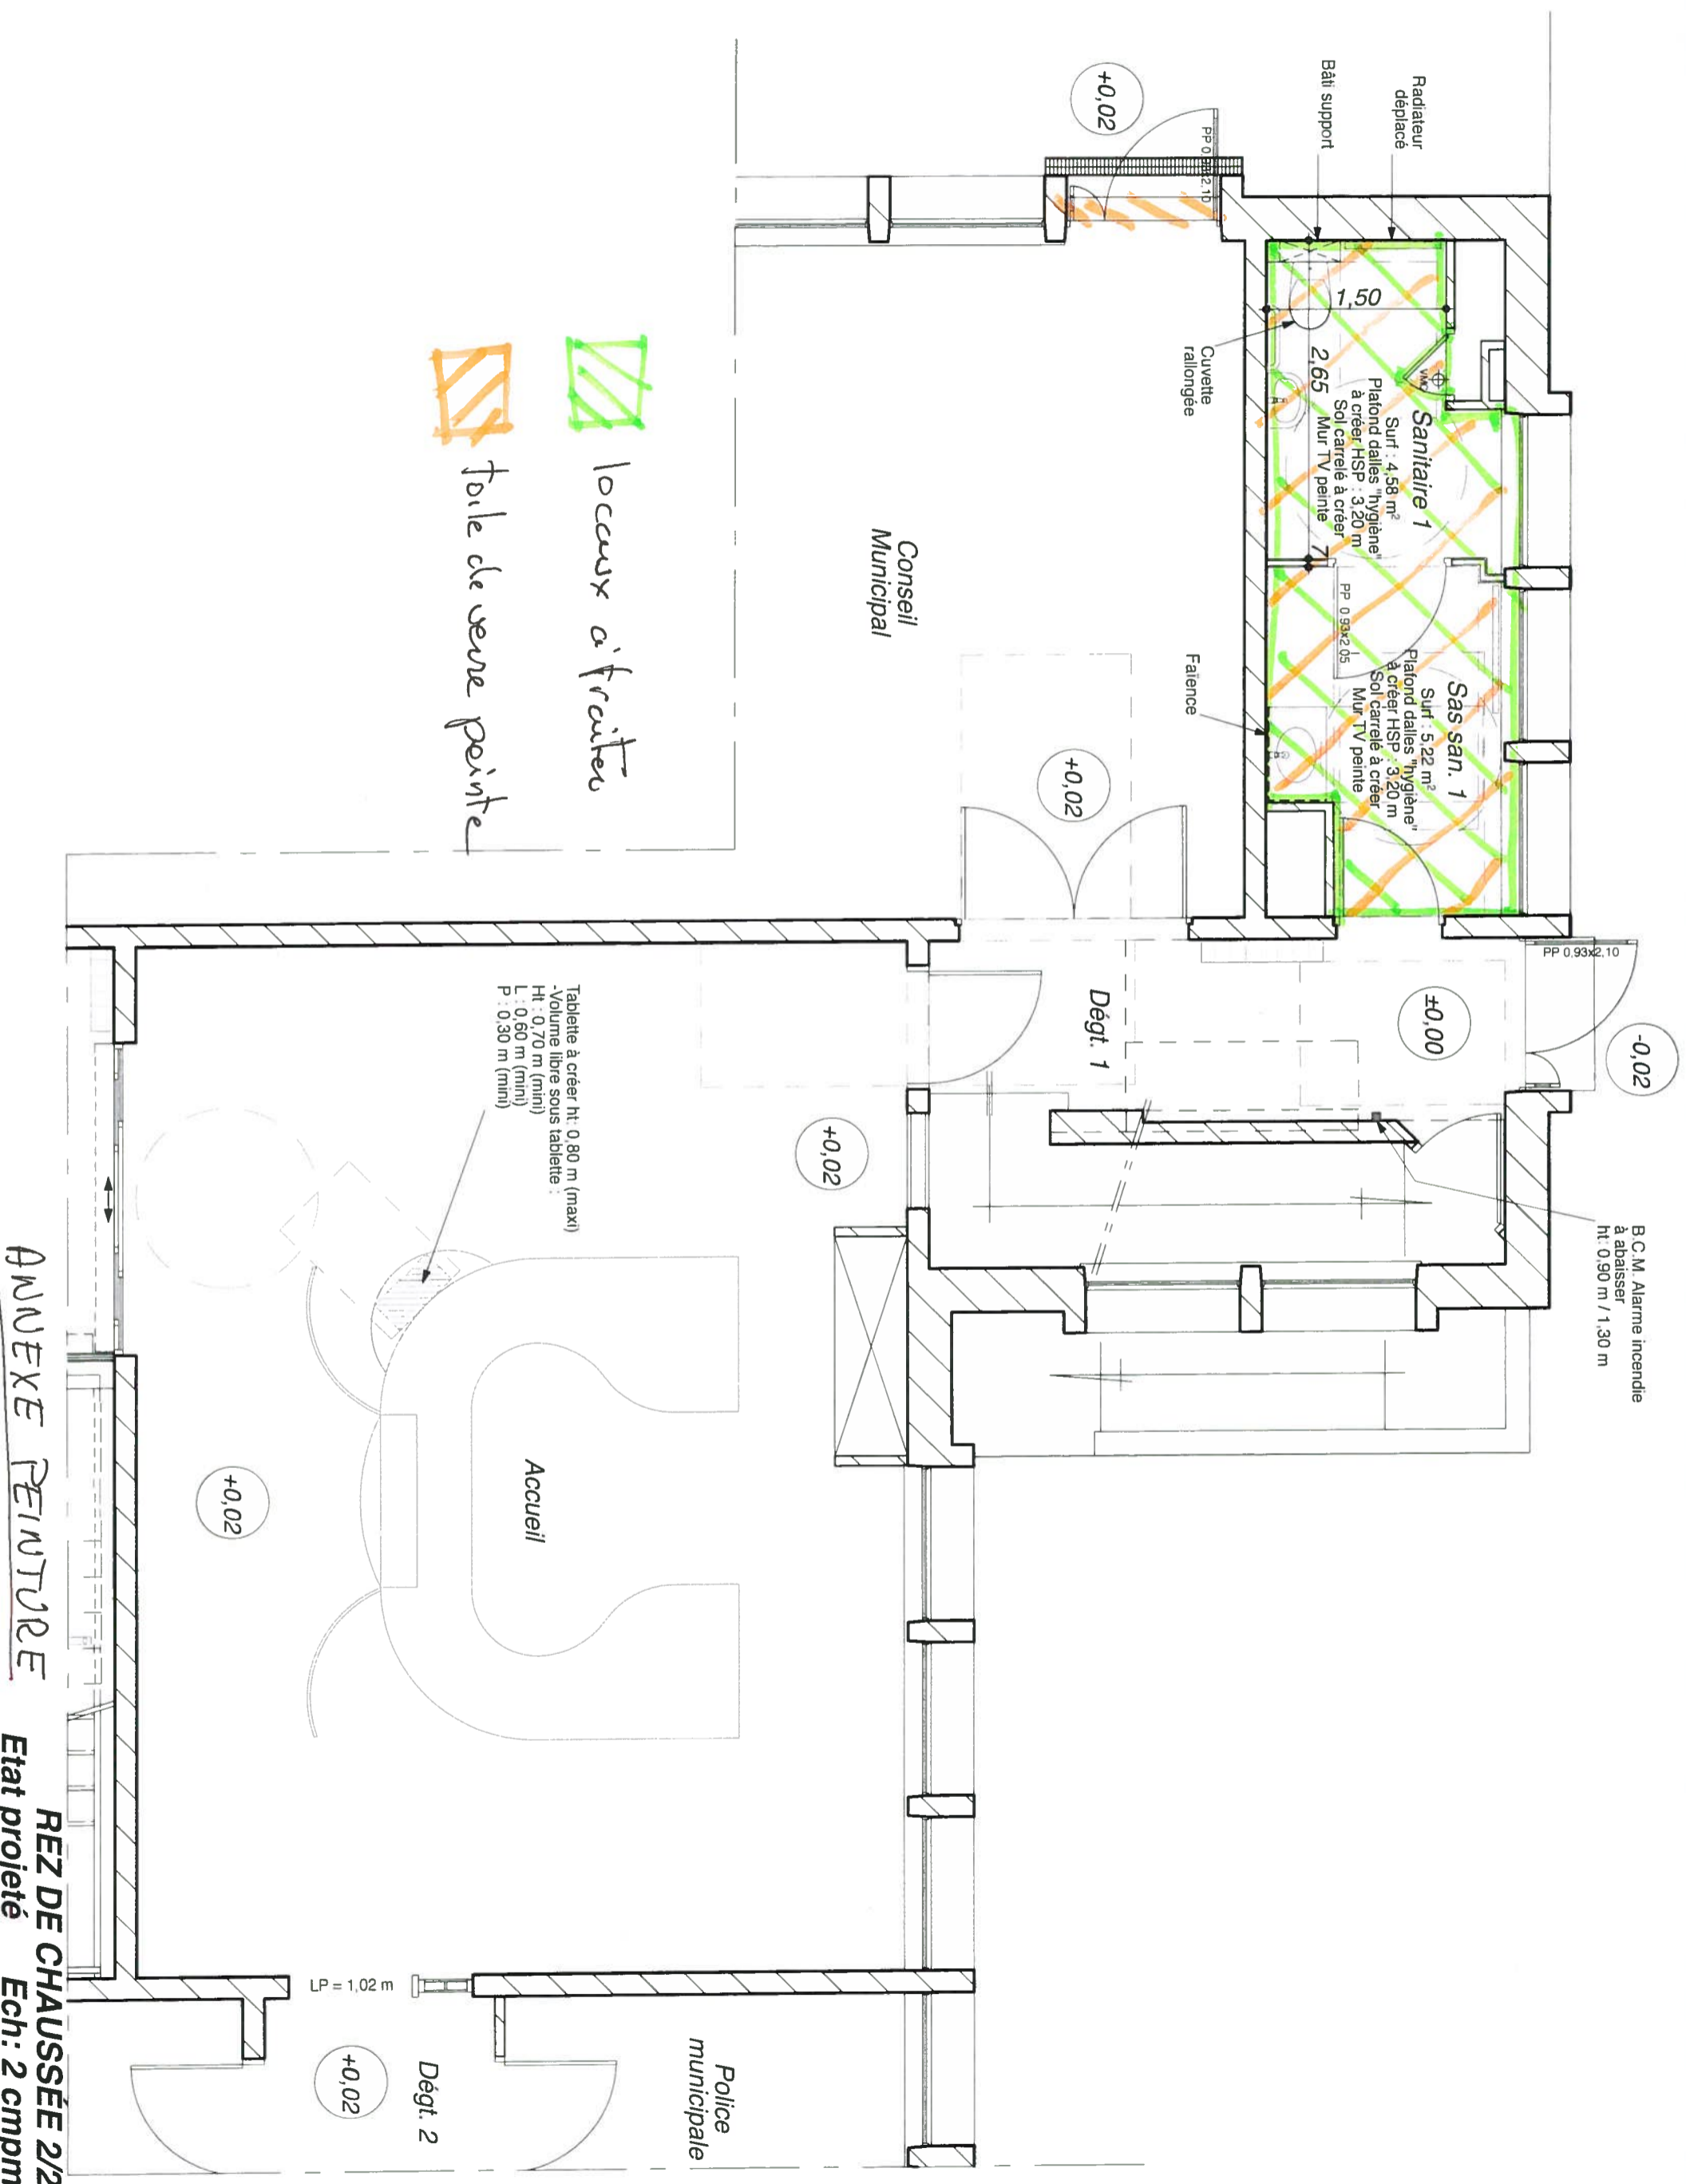 Radiateur
déplacé
Bâti support
+0,02
PP 0,93x2,10
1,50
2,65
7
Cuvette
rallongée
VMC
Sanitaire 1
Surf : 4,58 m²
Plafond dalles "hygiène"
à créer HSP : 3,20 m
Sol carrelé à créer
Mur TV peinte
PP 0 93x2 05
Sas san. 1
Surf : 5,22 m²
Plafond dalles "hygiène"
à créer HSP : 3,20 m
Sol carrelé à créer
Mur TV peinte
Faïence
Conseil
Municipal
locaux à traiter
toile de verre peinte
+0,02
PP 0,93x2,10
-0,02
±0,00
Dégt. 1
B.C.M. Alarme incendie
à abaisser
ht: 0,90 m / 1,30 m
+0,02
Tablette à créer ht: 0,80 m (maxi)
-Volume libre sous tablette :
Ht : 0,70 m (mini)
L : 0,60 m (mini)
P : 0,30 m (mini)
Accueil
+0,02
LP = 1,02 m
Police
municipale
Dégt. 2
+0,02
ANNEXE PEINTURE
REZ DE CHAUSSÉE 2/2
Etat projeté Ech: 2 cmpm